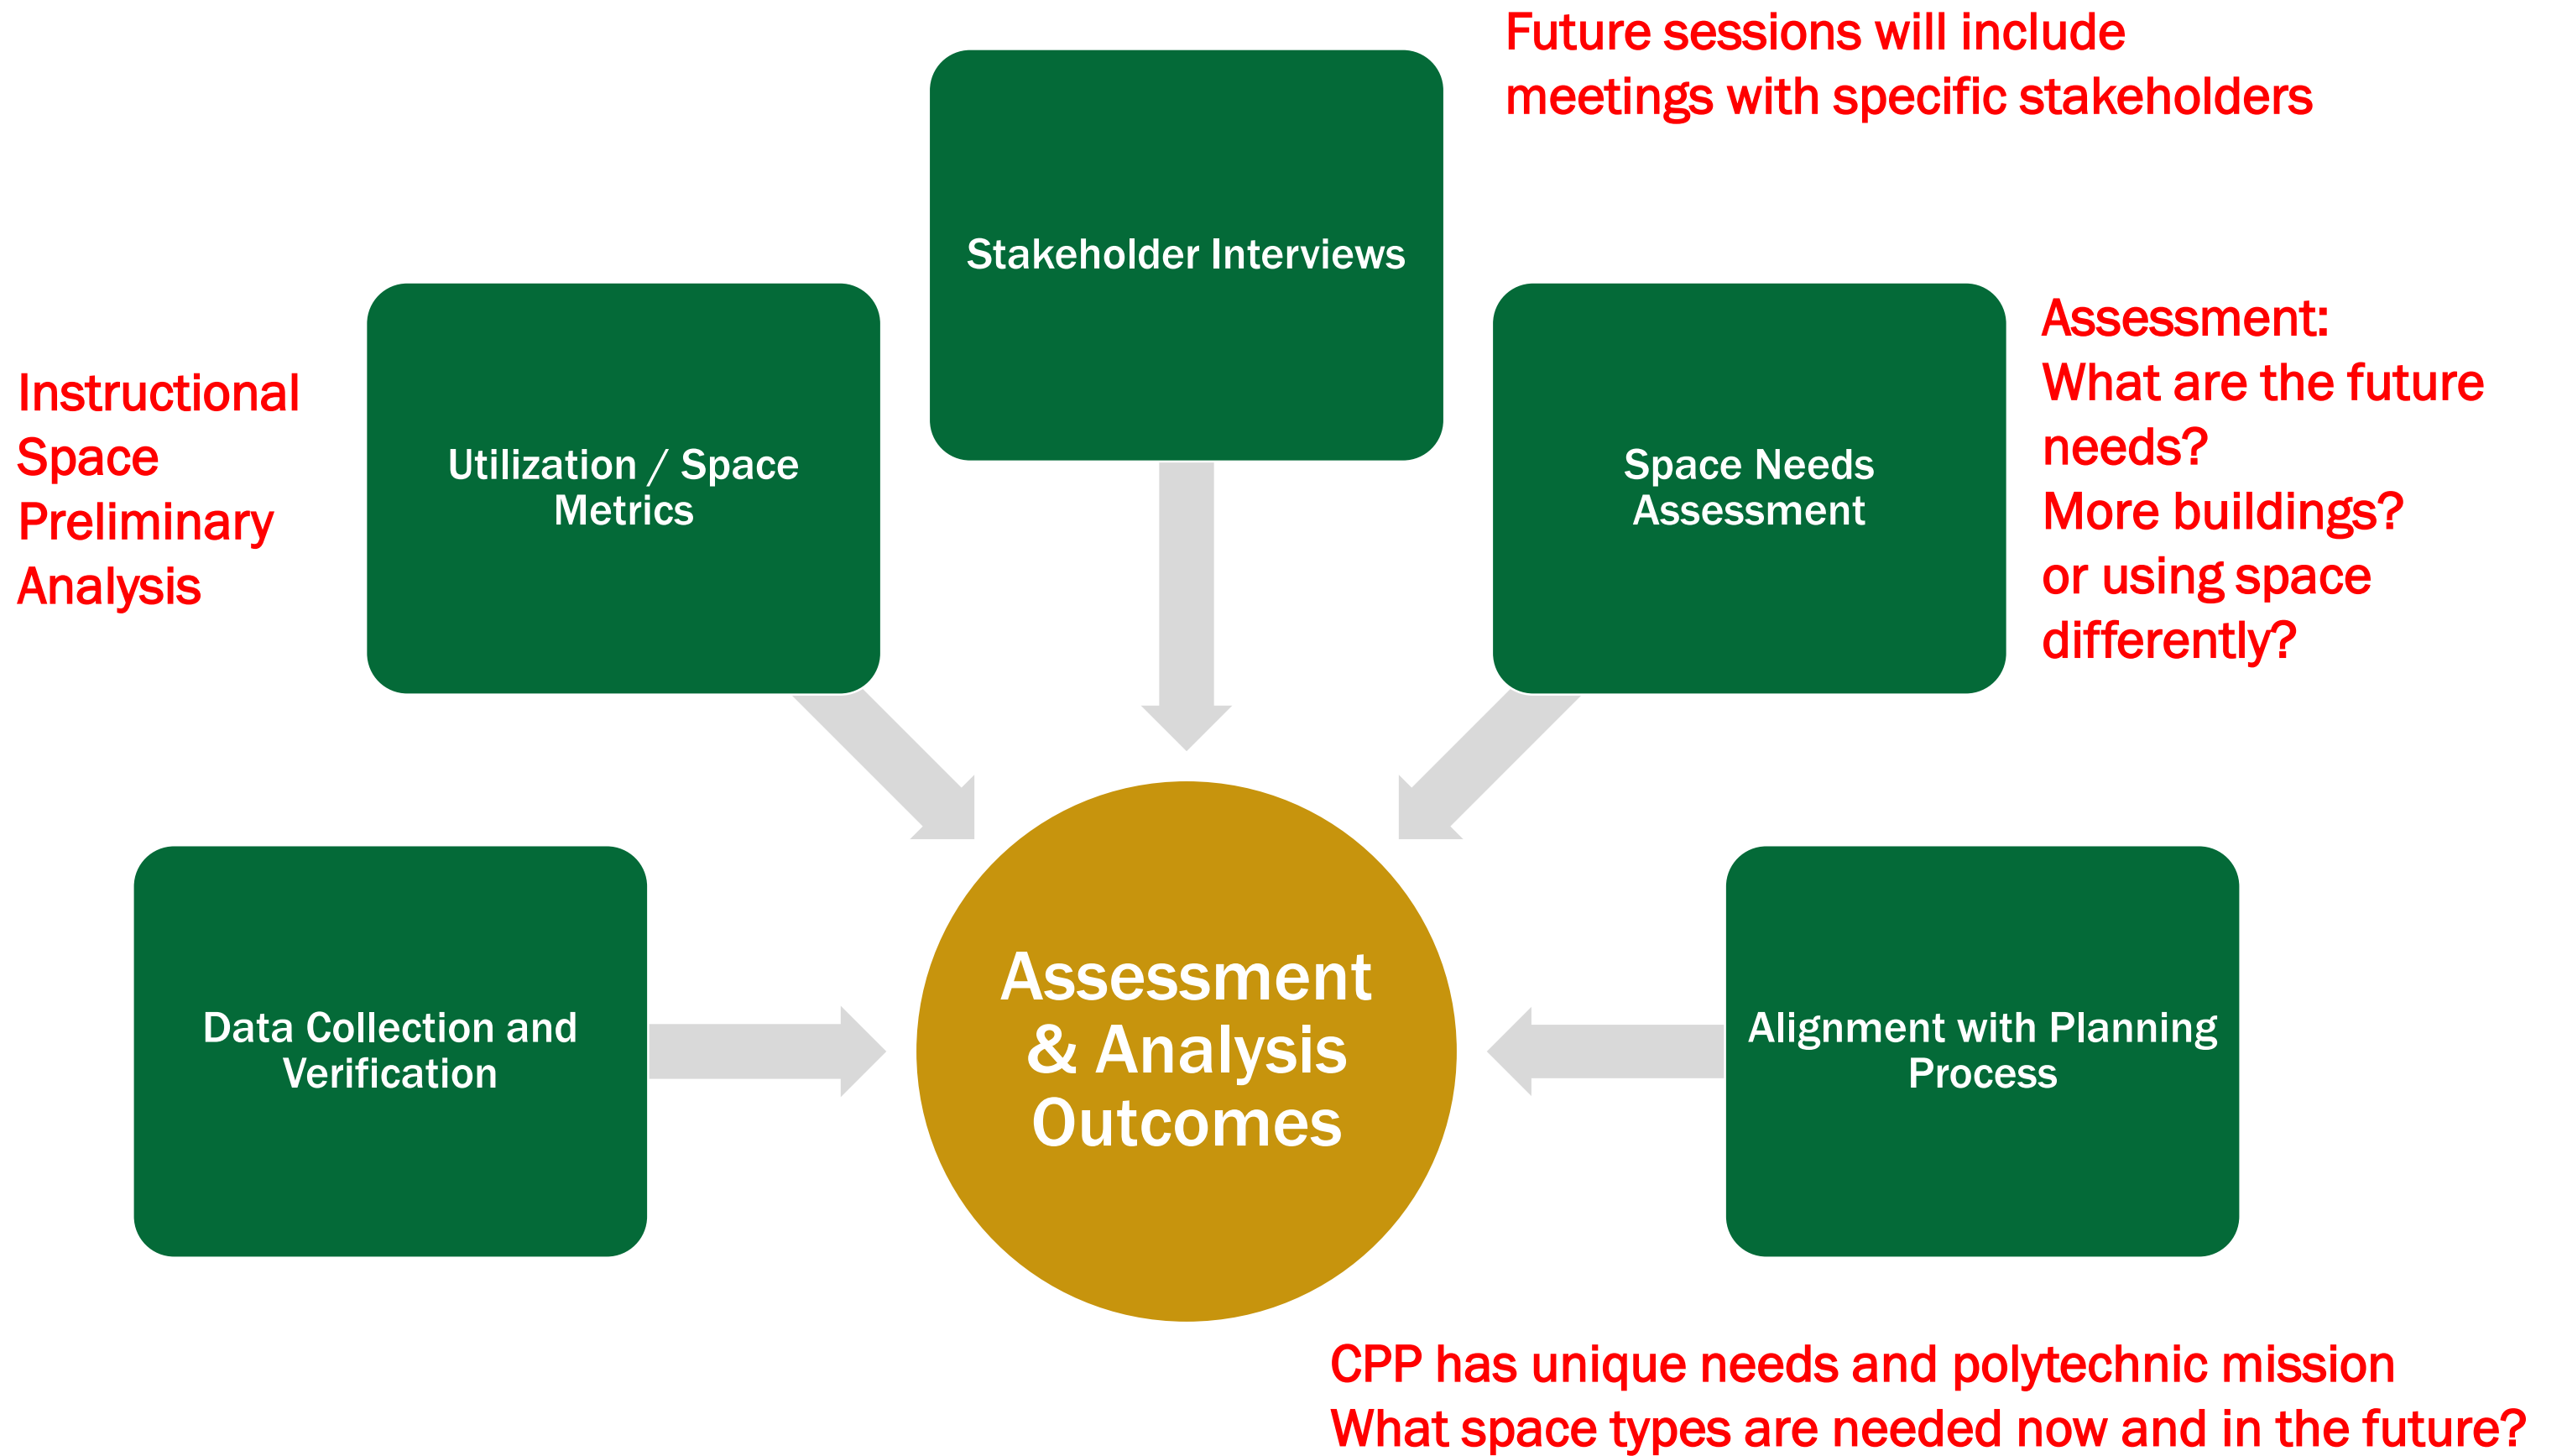 Future sessions will include
meetings with specific stakeholders
Stakeholder Interviews
Instructional
Space
Preliminary
Analysis
Utilization / Space
Metrics
Space Needs
Assessment
Assessment:
What are the future
needs?
More buildings?
or using space
differently?
Data Collection and
Verification
Assessment
& Analysis
Outcomes
Alignment with Planning
Process
CPP has unique needs and polytechnic mission
What space types are needed now and in the future?